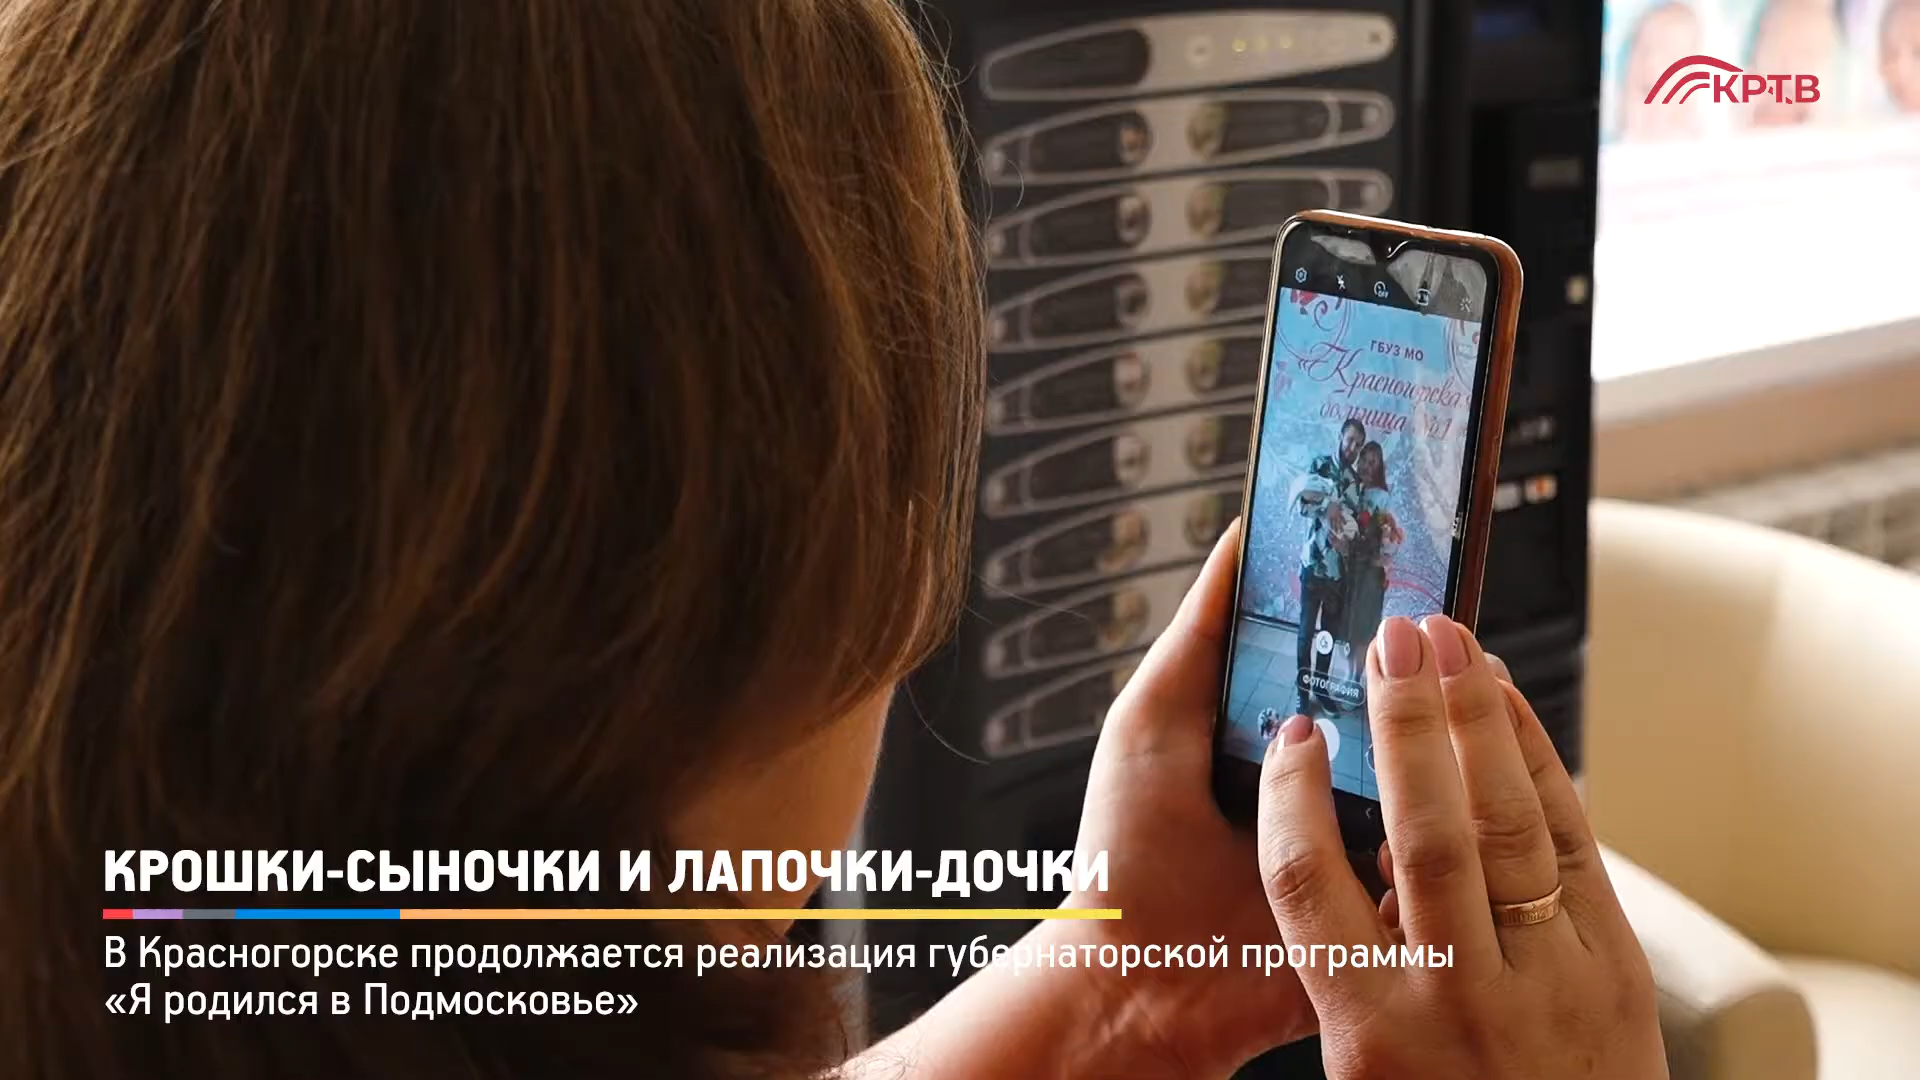 КРТВ
ГБУЗ МО
«Красногорская
больница №1
ФОТОГРАФИЯ
КРОШКИ-СЫНОЧКИ И ЛАПОЧКИ-ДОЧКИ
В Красногорске продолжается реализация губернаторской программы
«Я родился в Подмосковье»